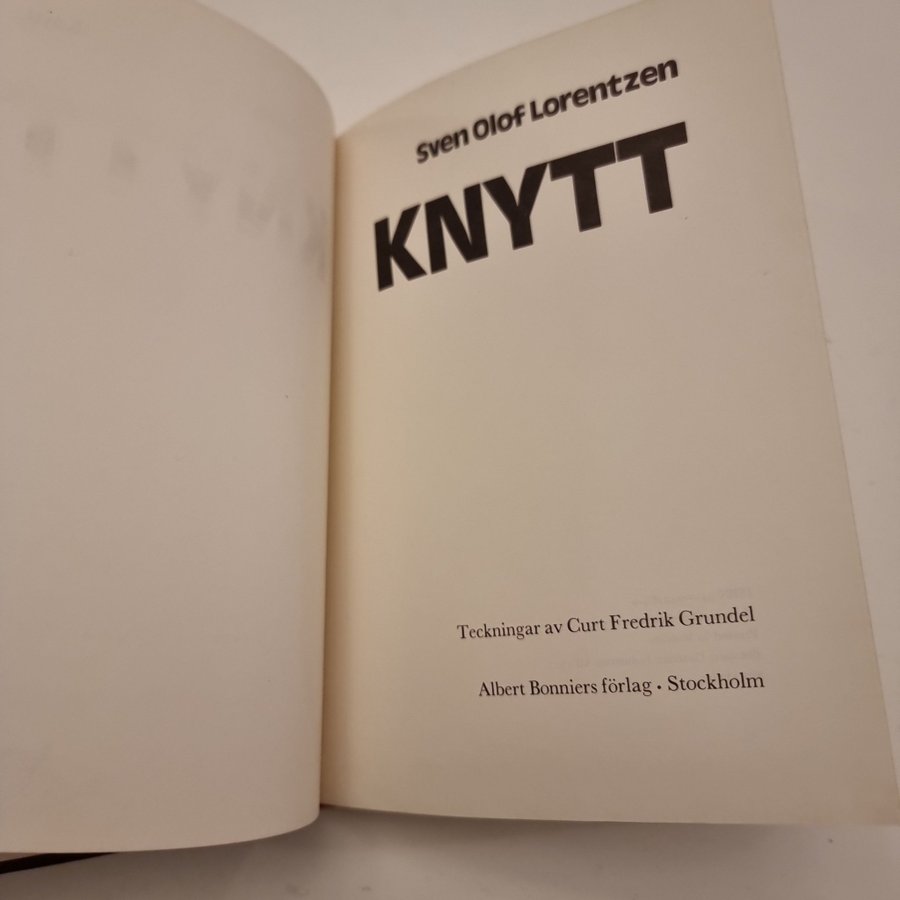 Sven Olof Lorentzen
KNYTT
Teckningar av Curt Fredrik Grundel
Albert Bonniers förlag • Stockholm